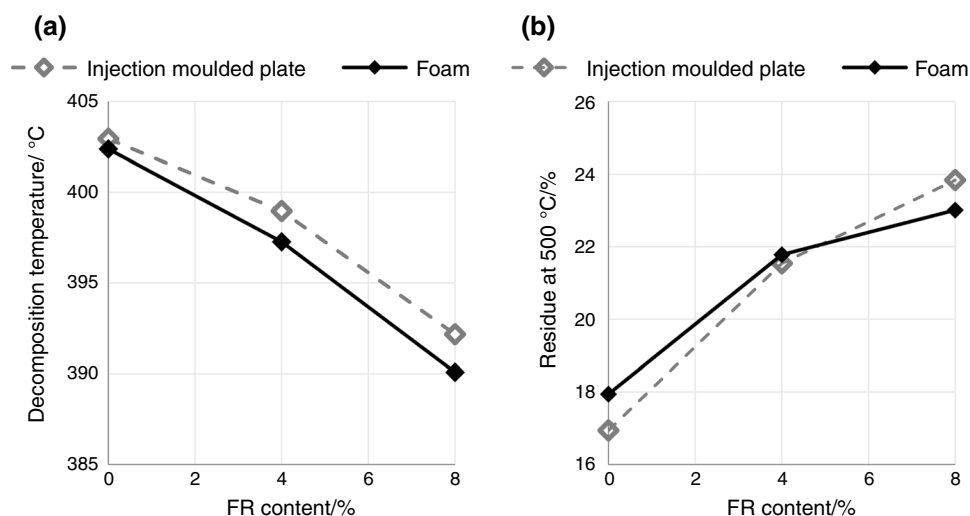 (a)
Injection moulded plate
Foam
Decomposition temperature/ °C
405
400
395
390
385
0 2 4 6 8
FR content/%
(b)
Injection moulded plate
Foam
Residue at 500 °C/%
26
24
22
20
18
16
0 2 4 6 8
FR content/%